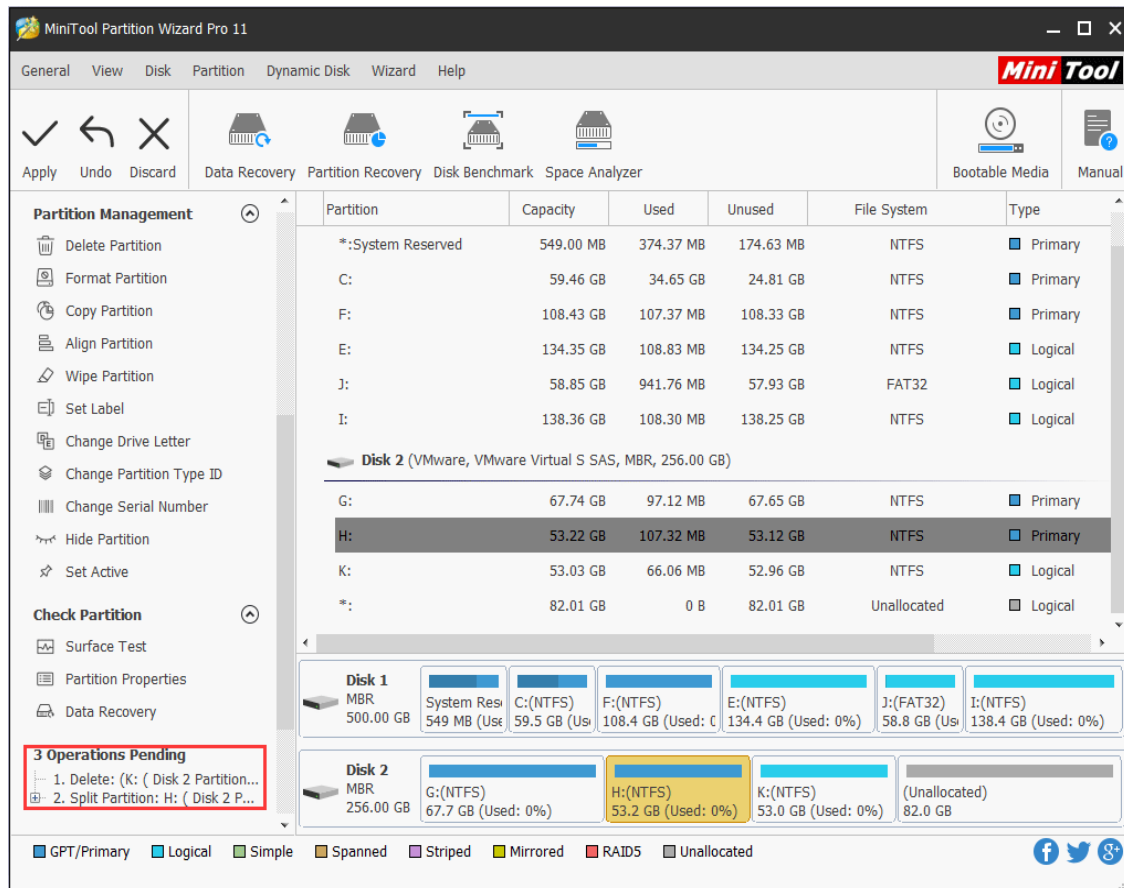 MiniTool Partition Wizard Pro 11
General View Disk Partition Dynamic Disk Wizard Help
Mini Tool
Apply Undo Discard Data Recovery Partition Recovery Disk Benchmark Space Analyzer Bootable Media Manual
Partition Management
Delete Partition
Format Partition
Copy Partition
Align Partition
Wipe Partition
Set Label
Change Drive Letter
Change Partition Type ID
Change Serial Number
Hide Partition
Set Active
Check Partition
Surface Test
Partition Properties
Data Recovery
3 Operations Pending
1. Delete: (K: ( Disk 2 Partition...
2. Split Partition: H: ( Disk 2 P...
Partition Capacity Used Unused File System Type
*:System Reserved 549.00 MB 374.37 MB 174.63 MB NTFS Primary
C: 59.46 GB 34.65 GB 24.81 GB NTFS Primary
F: 108.43 GB 107.37 MB 108.33 GB NTFS Primary
E: 134.35 GB 108.83 MB 134.25 GB NTFS Logical
J: 58.85 GB 941.76 MB 57.93 GB FAT32 Logical
I: 138.36 GB 108.30 MB 138.25 GB NTFS Logical
Disk 2 (VMware, VMware Virtual S SAS, MBR, 256.00 GB)
G: 67.74 GB 97.12 MB 67.65 GB NTFS Primary
H: 53.22 GB 107.32 MB 53.12 GB NTFS Primary
K: 53.03 GB 66.06 MB 52.96 GB NTFS Logical
*: 82.01 GB 0 B 82.01 GB Unallocated Logical
Disk 1
MBR
500.00 GB
System Res
549 MB (Use
C:(NTFS)
59.5 GB (Us
F:(NTFS)
108.4 GB (Used: 
E:(NTFS)
134.4 GB (Used: 0%)
J:(FAT32)
58.8 GB (Us
I:(NTFS)
138.4 GB (Used: 0%)
Disk 2
MBR
256.00 GB
G:(NTFS)
67.7 GB (Used: 0%)
H:(NTFS)
53.2 GB (Used: 0%)
K:(NTFS)
53.0 GB (Used: 0%)
(Unallocated)
82.0 GB
GPT/Primary Logical Simple Spanned Striped Mirrored RAID5 Unallocated